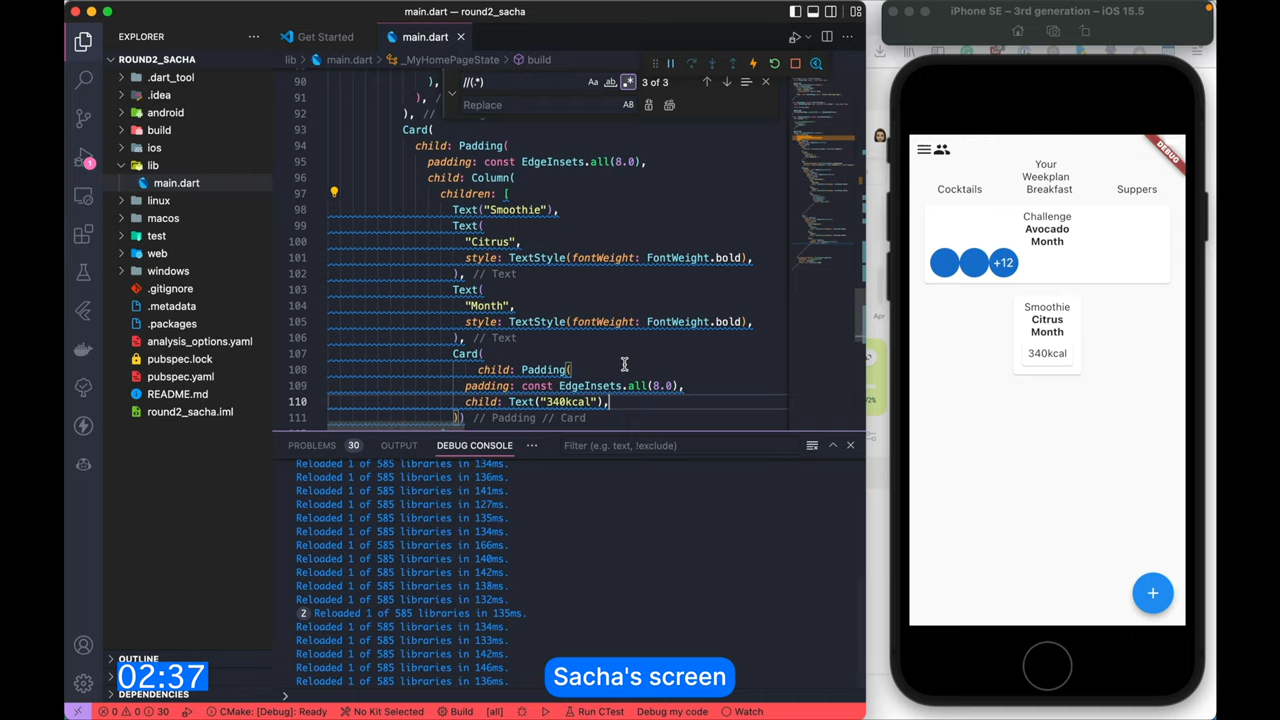 main.dart — round2_sacha
EXPLORER
ROUND2_SACHA
.dart_tool
.idea
android
build
ios
lib
main.dart
linux
macos
test
web
windows
.gitignore
.metadata
.packages
analysis_options.yaml
pubspec.lock
pubspec.yaml
README.md
round2_sacha.iml
OUTLINE
DEPENDENCIES
1
02:37
Get Started
main.dart
lib > main.dart > _MyHomePageState > build
//(.*)
Aa ab .* 3 of 3
Replace
AB
90 ),
91 ),
92 ), //
93 Card(
94 child: Padding(
95 padding: const EdgeInsets.all(8.0),
96 child: Column(
97 children: [
98 Text("Smoothie"),
99 Text(
100 "Citrus",
101 style: TextStyle(fontWeight: FontWeight.bold),
102 ), // Text
103 Text(
104 "Month",
105 style: TextStyle(fontWeight: FontWeight.bold),
106 ), // Text
107 Card(
108 child: Padding(
109 padding: const EdgeInsets.all(8.0),
110 child: Text("340kcal"),
111 )) // Padding // Card
PROBLEMS 30 OUTPUT DEBUG CONSOLE
Filter (e.g. text, !exclude)
Reloaded 1 of 585 libraries in 134ms.
Reloaded 1 of 585 libraries in 136ms.
Reloaded 1 of 585 libraries in 141ms.
Reloaded 1 of 585 libraries in 127ms.
Reloaded 1 of 585 libraries in 135ms.
Reloaded 1 of 585 libraries in 134ms.
Reloaded 1 of 585 libraries in 166ms.
Reloaded 1 of 585 libraries in 140ms.
Reloaded 1 of 585 libraries in 142ms.
Reloaded 1 of 585 libraries in 138ms.
Reloaded 1 of 585 libraries in 132ms.
2 Reloaded 1 of 585 libraries in 135ms.
Reloaded 1 of 585 libraries in 134ms.
Reloaded 1 of 585 libraries in 133ms.
Reloaded 1 of 585 libraries in 142ms.
Reloaded 1 of 585 libraries in 146ms.
Reloaded 1 of 585 libraries in 136ms.
Sacha's screen
0 0 30 CMake: [Debug]: Ready No Kit Selected Build [all] Run CTest Debug my code Watch
iPhone SE – 3rd generation – iOS 15.5
Apr
72%
DEBUG
Your
Weekplan
Cocktails Breakfast Suppers
Challenge
Avocado
Month
+12
Smoothie
Citrus
Month
340kcal
+